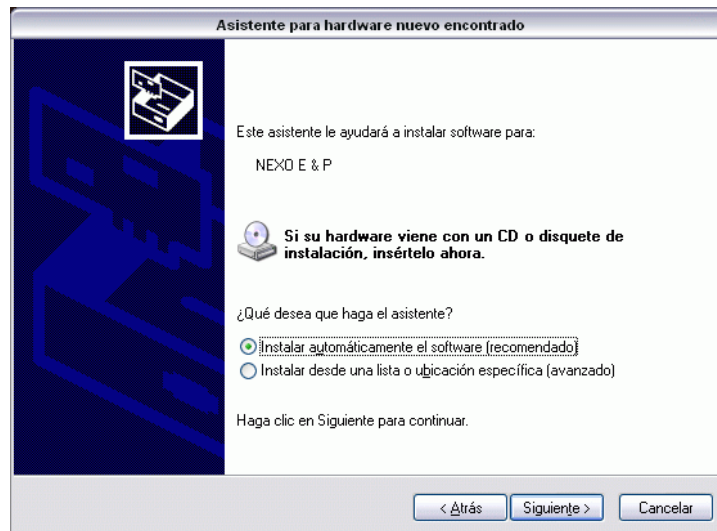 Asistente para hardware nuevo encontrado
Este asistente le ayudará a instalar software para:
NEXO E & P
Si su hardware viene con un CD o disquete de
instalación, insértelo ahora.
¿Qué desea que haga el asistente?
Instalar automáticamente el software (recomendado)
Instalar desde una lista o ubicación específica (avanzado)
Haga clic en Siguiente para continuar.
< Atrás
Siguiente >
Cancelar